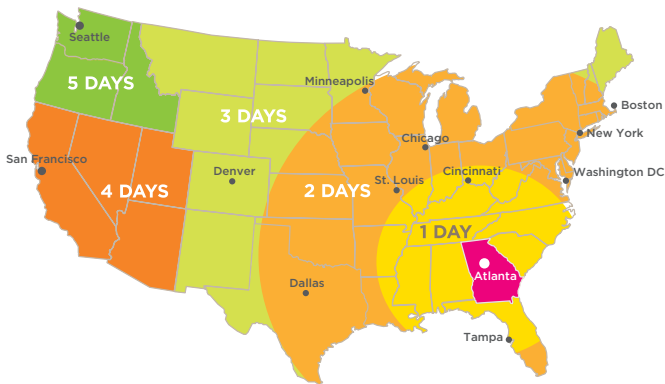 Seattle
5 DAYS
Minneapolis
Boston
3 DAYS
New York
Chicago
San Francisco
Denver
Cincinnati
Washington DC
4 DAYS
2 DAYS
St. Louis
1 DAY
Atlanta
Dallas
Tampa